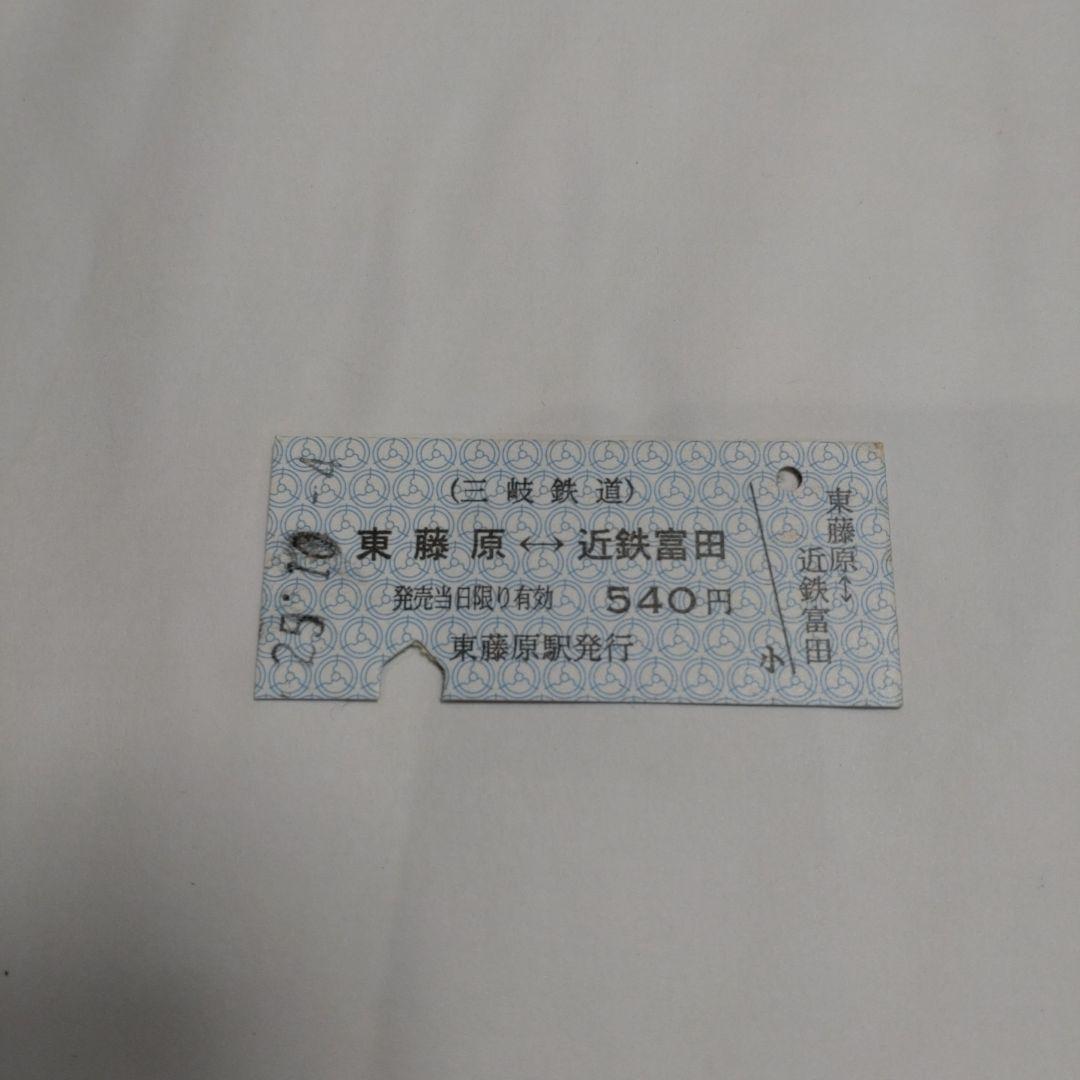 25.10.-4
(三岐鉄道)
東藤原↔近鉄富田
発売当日限り有効 540円
東藤原駅発行
小
東藤原↔
近鉄富田